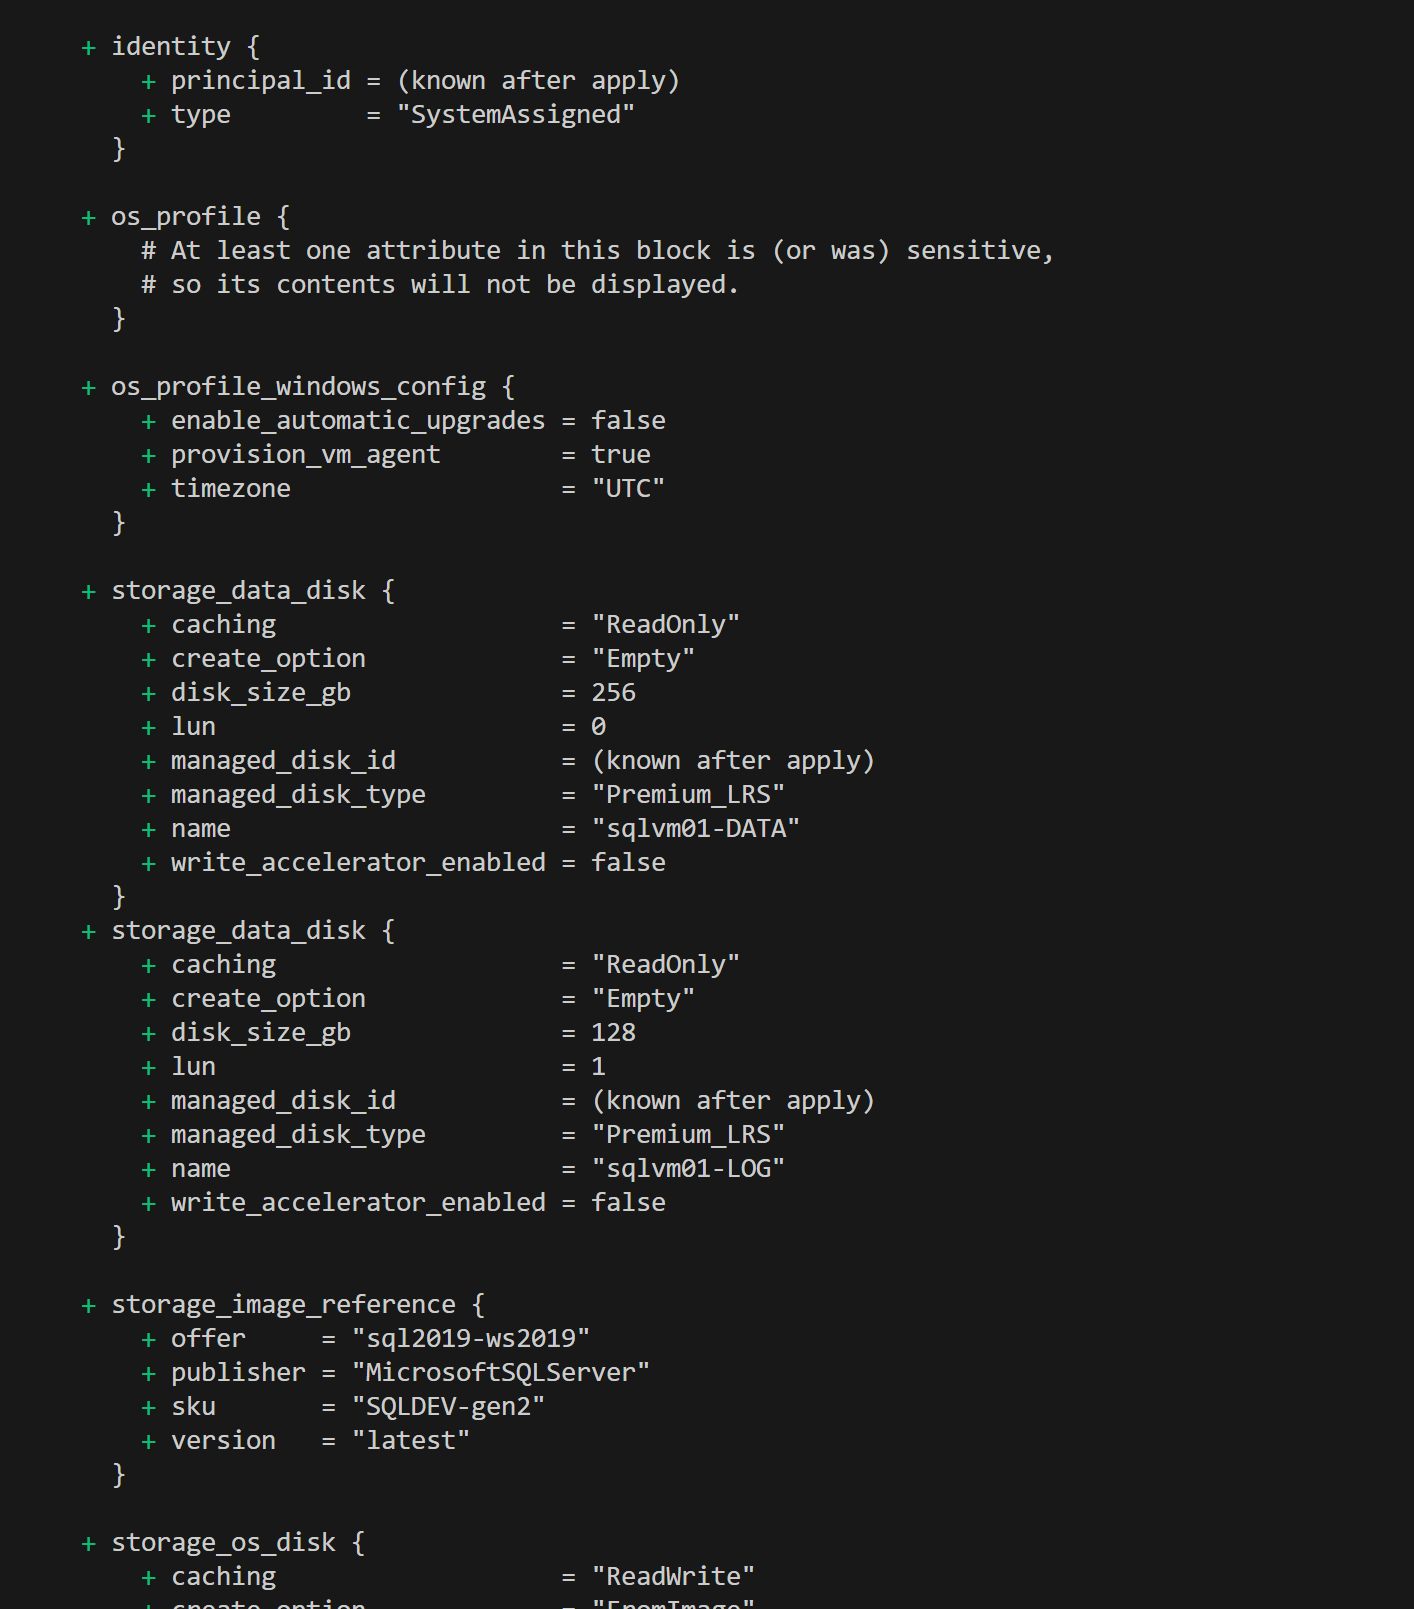 + identity {
+ principal_id = (known after apply)
+ type = "SystemAssigned"
}
+ os_profile {
# At least one attribute in this block is (or was) sensitive,
# so its contents will not be displayed.
}
+ os_profile_windows_config {
+ enable_automatic_upgrades = false
+ provision_vm_agent = true
+ timezone = "UTC"
}
+ storage_data_disk {
+ caching = "ReadOnly"
+ create_option = "Empty"
+ disk_size_gb = 256
+ lun = 0
+ managed_disk_id = (known after apply)
+ managed_disk_type = "Premium_LRS"
+ name = "sqlvm01-DATA"
+ write_accelerator_enabled = false
}
+ storage_data_disk {
+ caching = "ReadOnly"
+ create_option = "Empty"
+ disk_size_gb = 128
+ lun = 1
+ managed_disk_id = (known after apply)
+ managed_disk_type = "Premium_LRS"
+ name = "sqlvm01-LOG"
+ write_accelerator_enabled = false
}
+ storage_image_reference {
+ offer = "sql2019-ws2019"
+ publisher = "MicrosoftSQLServer"
+ sku = "SQLDEV-gen2"
+ version = "latest"
}
+ storage_os_disk {
+ caching = "ReadWrite"
+ create_option = "FromImage"